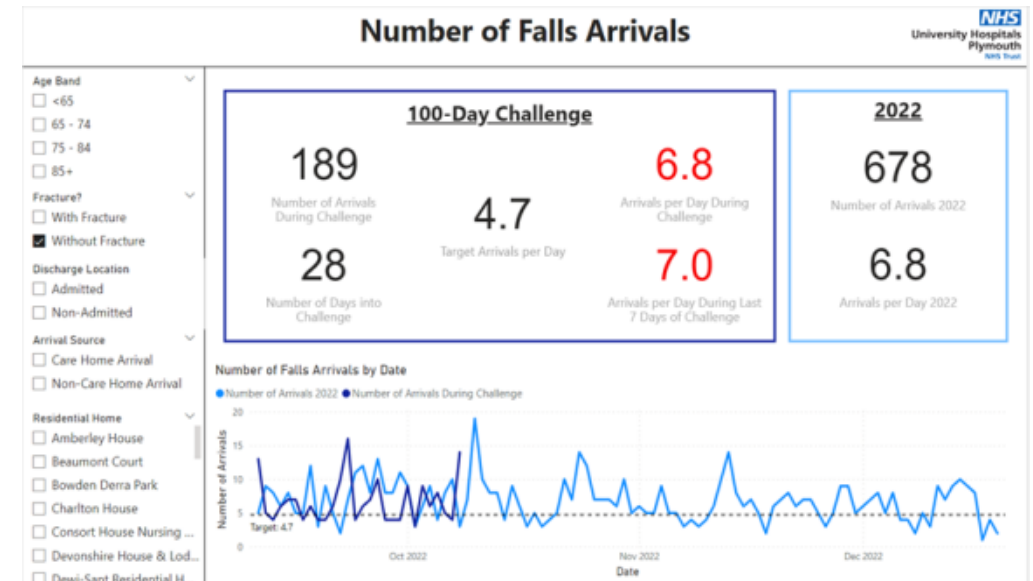 Number of Falls Arrivals
NHS
University Hospitals
Plymouth
NHS Trust
Age Band
<65
65 - 74
75 - 84
85+
Fracture?
With Fracture
Without Fracture
Discharge Location
Admitted
Non-Admitted
Arrival Source
Care Home Arrival
Non-Care Home Arrival
Residential Home
Amberley House
Beaumont Court
Bowden Derra Park
Charlton House
Consort House Nursing ...
Devonshire House & Lod...
Dewi-Sant Residential H
100-Day Challenge
189
Number of Arrivals
During Challenge
28
Number of Days into
Challenge
4.7
Target Arrivals per Day
6.8
Arrivals per Day During
Challenge
7.0
Arrivals per Day During Last
7 Days of Challenge
2022
678
Number of Arrivals 2022
6.8
Arrivals per Day 2022
Number of Falls Arrivals by Date
Number of Arrivals 2022 Number of Arrivals During Challenge
Number of Arrivals
20
15
10
5
0
Target: 4.7
Oct 2022 Nov 2022 Dec 2022
Date